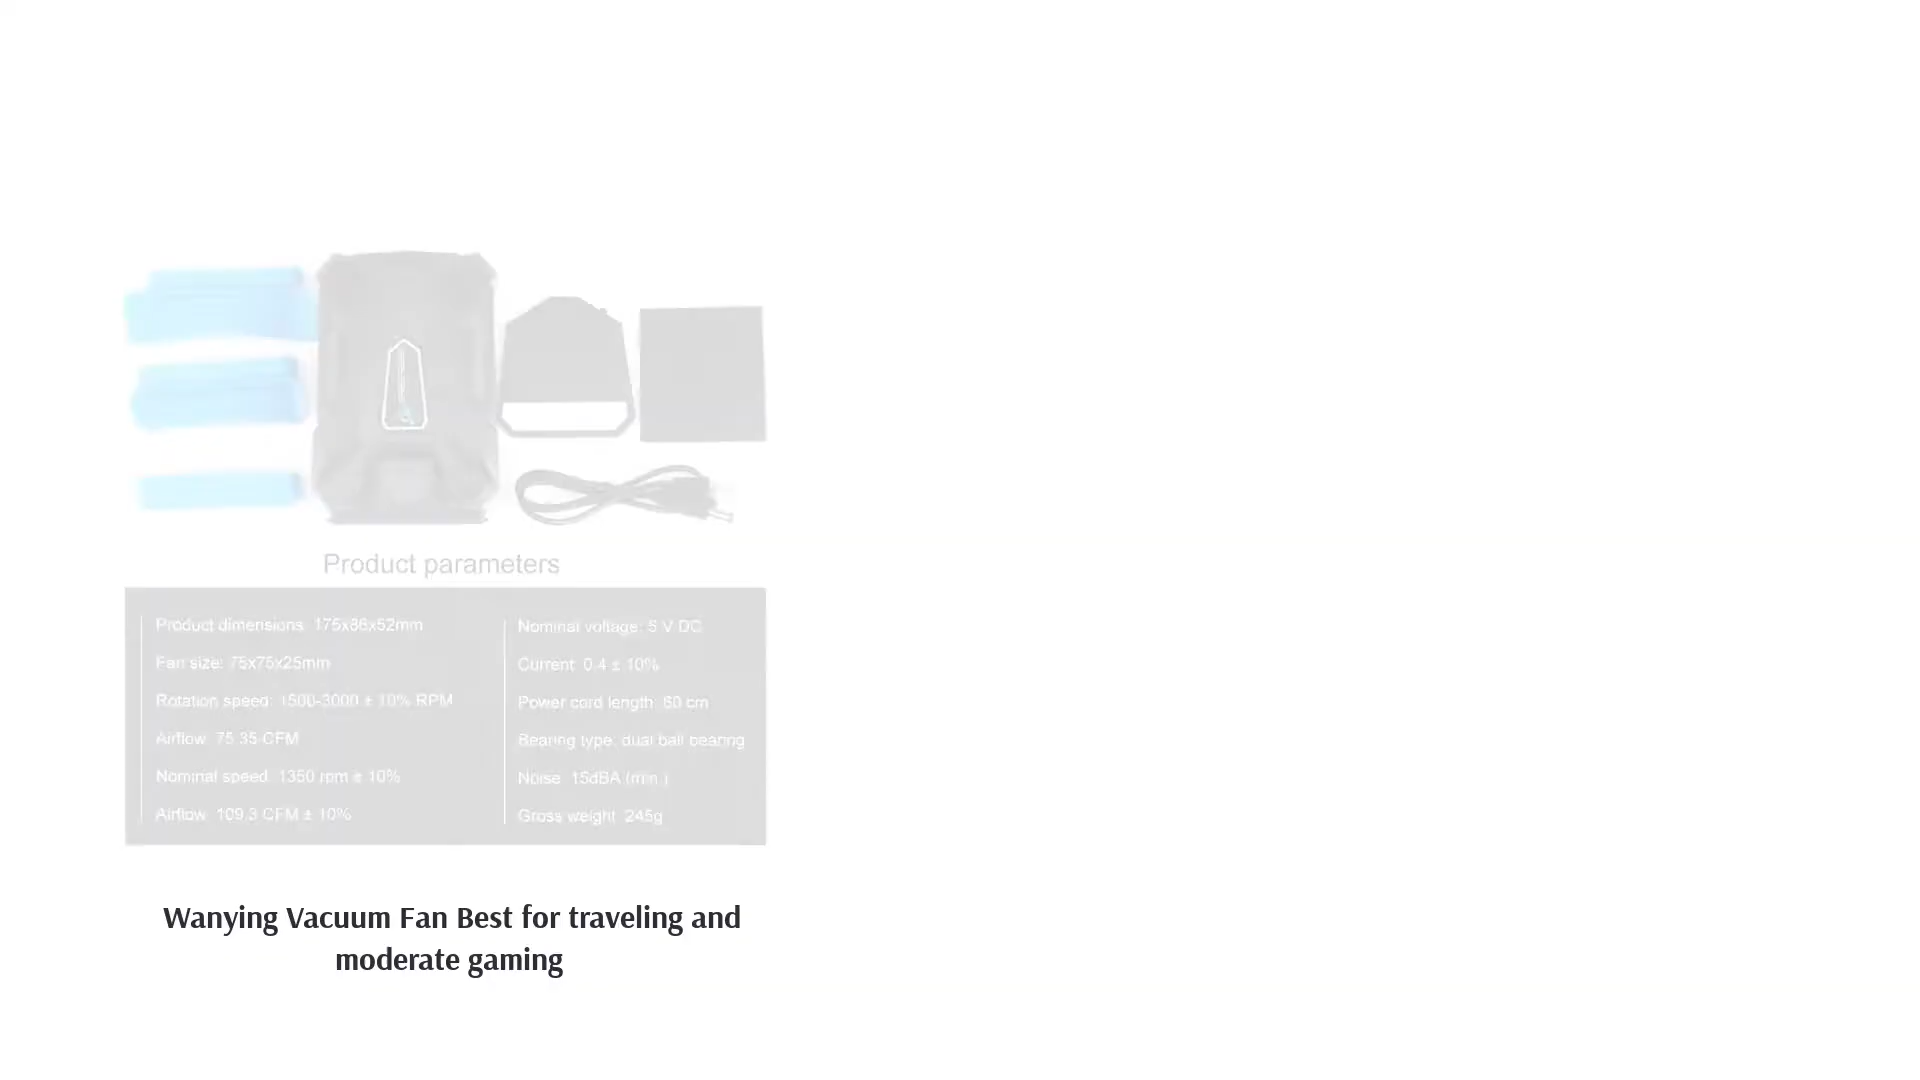 Product parameters
Product dimensions: 175x86x52mm
Fan size: 75x75x25mm
Rotation speed: 1500-3000 ± 10% RPM
Airflow: 75.35 CFM
Nominal speed: 1350 rpm ± 10%
Airflow: 109.3 CFM ± 10%
Nominal voltage: 5 V DC
Current: 0.4 ± 10%
Power cord length: 60 cm
Bearing type: dual ball bearing
Noise: 15dBA (min.)
Gross weight: 245g
Wanying Vacuum Fan Best for traveling and
moderate gaming